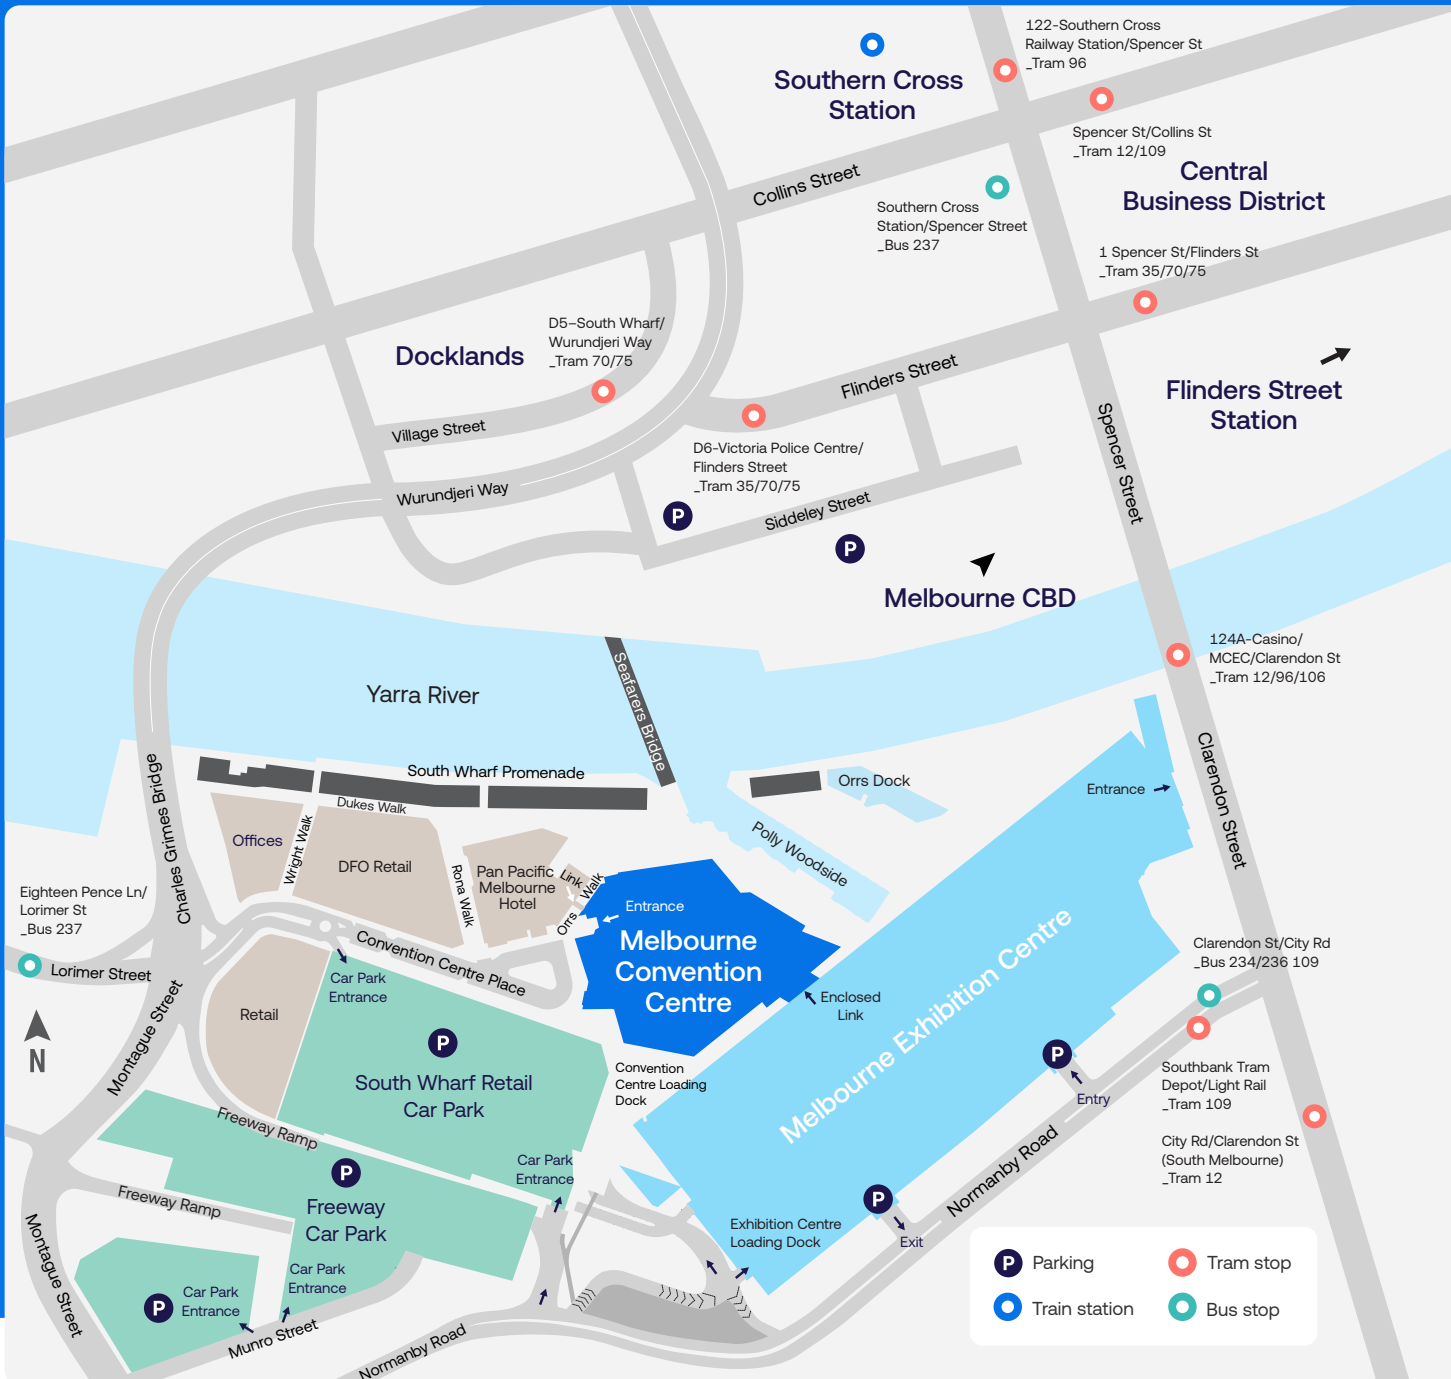 122-Southern Cross
Railway Station/Spencer St
_Tram 96
Southern Cross
Station
Spencer St/Collins St
_Tram 12/109
Central
Business District
Collins Street
Southern Cross
Station/Spencer Street
_Bus 237
1 Spencer St/Flinders St
_Tram 35/70/75
D5–South Wharf/
Wurundjeri Way
_Tram 70/75
Docklands
Flinders Street
Flinders Street
Station
Village Street
Spencer Street
D6-Victoria Police Centre/
Flinders Street
_Tram 35/70/75
Wurundjeri Way
P
Siddeley Street
P
Melbourne CBD
124A-Casino/
MCEC/Clarendon St
_Tram 12/96/106
Yarra River
Seafarers Bridge
South Wharf Promenade
Dukes Walk
Orrs Dock
Entrance
Clarendon Street
Charles Grimes Bridge
Offices
Wright Walk
DFO Retail
Rona Walk
Pan Pacific
Melbourne
Hotel
Link
Orrs Walk
Polly Woodside
Eighteen Pence Ln/
Lorimer St
_Bus 237
Entrance
Melbourne
Convention
Centre
Melbourne Exhibition Centre
Clarendon St/City Rd
_Bus 234/236 109
Lorimer Street
Convention Centre Place
Car Park
Entrance
Enclosed
Link
Retail
N
Montague Street
P
South Wharf Retail
Car Park
Convention
Centre Loading
Dock
P
Entry
Southbank Tram
Depot/Light Rail
_Tram 109
City Rd/Clarendon St
(South Melbourne)
_Tram 12
Freeway Ramp
Normanby Road
P
Freeway
Car Park
Car Park
Entrance
Freeway Ramp
P
Exit
Exhibition Centre
Loading Dock
Montague Street
Car Park
Entrance
P
Car Park
Entrance
Munro Street
Normanby Road
P
Parking
Tram stop
Train station
Bus stop